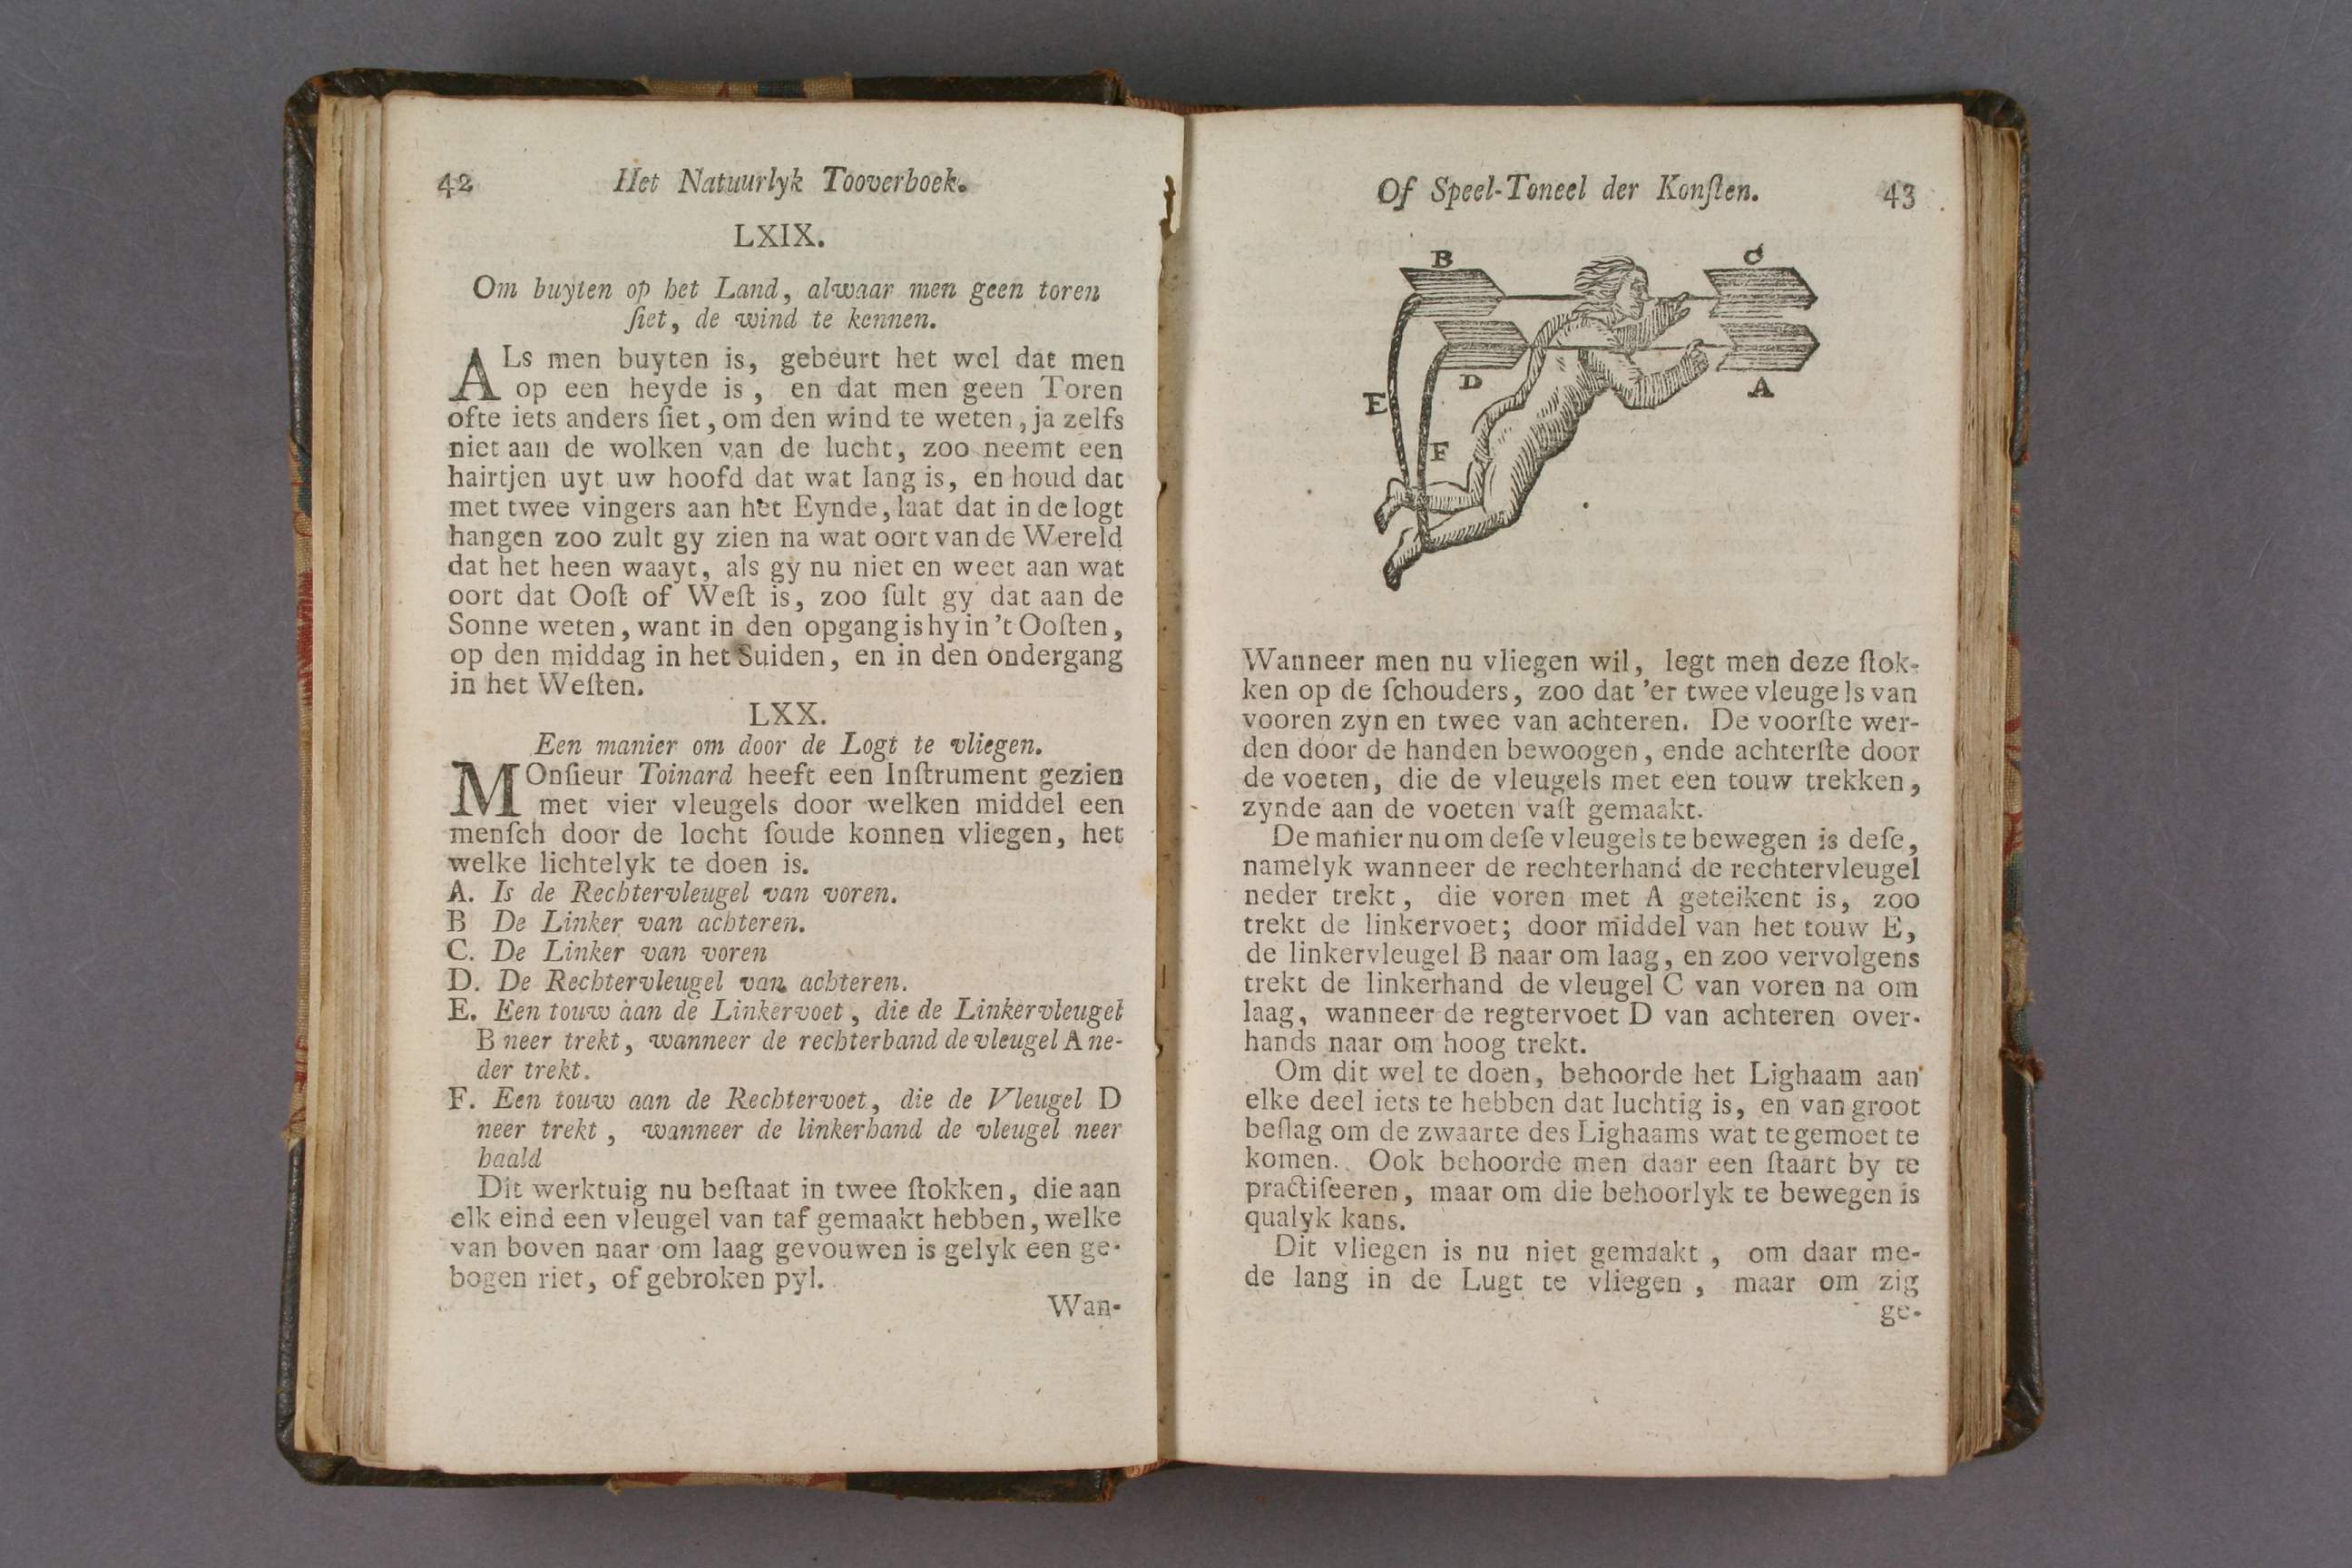 42 Het Natuurlyk Tooverboek.
LXIX.
Om buyten op het Land, alwaar men geen toren
ſiet, de wind te kennen.
ALs men buyten is, gebeurt het wel dat men
op een heyde is, en dat men geen Toren
ofte iets anders ſiet, om den wind te weten, ja zelfs
niet aan de wolken van de lucht, zoo neemt een
hairtjen uyt uw hoofd dat wat lang is, en houd dat
met twee vingers aan het Eynde, laat dat in de logt
hangen zoo zult gy zien na wat oort van de Wereld
dat het heen waayt, als gy nu niet en weet aan wat
oort dat Ooſt of Weſt is, zoo ſult gy dat aan de
Sonne weten, want in den opgang is hy in 't Ooſten,
op den middag in het Suiden, en in den ondergang
in het Weſten.
LXX.
Een manier om door de Logt te vliegen.
MOnſieur Toinard heeft een Inſtrument gezien
met vier vleugels door welken middel een
menſch door de locht ſoude konnen vliegen, het
welke lichtelyk te doen is.
A. Is de Rechtervleugel van voren.
B De Linker van achteren.
C. De Linker van voren
D. De Rechtervleugel van achteren.
E. Een touw aan de Linkervoet, die de Linkervleugel
B neer trekt, wanneer de rechterhand de vleugel A ne-
der trekt.
F. Een touw aan de Rechtervoet, die de Vleugel D
neer trekt, wanneer de linkerhand de vleugel neer
haald
Dit werktuig nu beſtaat in twee ſtokken, die aan
elk eind een vleugel van taf gemaakt hebben, welke
van boven naar om laag gevouwen is gelyk een ge-
bogen riet, of gebroken pyl.
Wan-
Of Speel-Toneel der Konſten. 43
B C
D A
E
F
Wanneer men nu vliegen wil, legt men deze ſtok-
ken op de ſchouders, zoo dat 'er twee vleugels van
vooren zyn en twee van achteren. De voorſte wer-
den door de handen bewoogen, ende achterſte door
de voeten, die de vleugels met een touw trekken,
zynde aan de voeten vaſt gemaakt.
De manier nu om deſe vleugels te bewegen is deſe,
namelyk wanneer de rechterhand de rechtervleugel
neder trekt, die voren met A geteikent is, zoo
trekt de linkervoet; door middel van het touw E,
de linkervleugel B naar om laag, en zoo vervolgens
trekt de linkerhand de vleugel C van voren na om
laag, wanneer de regtervoet D van achteren over-
hands naar om hoog trekt.
Om dit wel te doen, behoorde het Lighaam aan
elke deel iets te hebben dat luchtig is, en van groot
beſlag om de zwaarte des Lighaams wat tegemoet te
komen. Ook behoorde men daar een ſtaart by te
practiſeeren, maar om die behoorlyk te bewegen is
qualyk kans.
Dit vliegen is nu niet gemaakt, om daar me-
de lang in de Lugt te vliegen, maar om zig
ge-